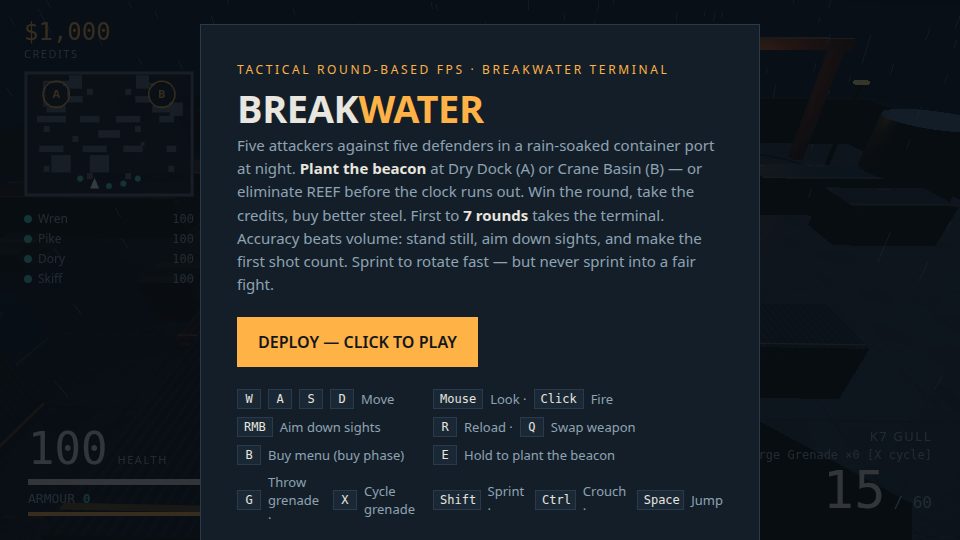 $1,000
CREDITS
A
B
Wren 100
Pike 100
Dory 100
Skiff 100
TACTICAL ROUND-BASED FPS · BREAKWATER TERMINAL
BREAKWATER
Five attackers against five defenders in a rain-soaked container port
at night. Plant the beacon at Dry Dock (A) or Crane Basin (B) — or
eliminate REEF before the clock runs out. Win the round, take the
credits, buy better steel. First to 7 rounds takes the terminal.
Accuracy beats volume: stand still, aim down sights, and make the
first shot count. Sprint to rotate fast — but never sprint into a fair
fight.
DEPLOY — CLICK TO PLAY
W A S D Move
Mouse Look · Click Fire
RMB Aim down sights
R Reload · Q Swap weapon
B Buy menu (buy phase)
E Hold to plant the beacon
G Throw grenade · X Cycle grenade
Shift Sprint · Ctrl Crouch · Space Jump
100 HEALTH
ARMOUR 0
K7 GULL
Grenade ×0 [X cycle]
15 / 60